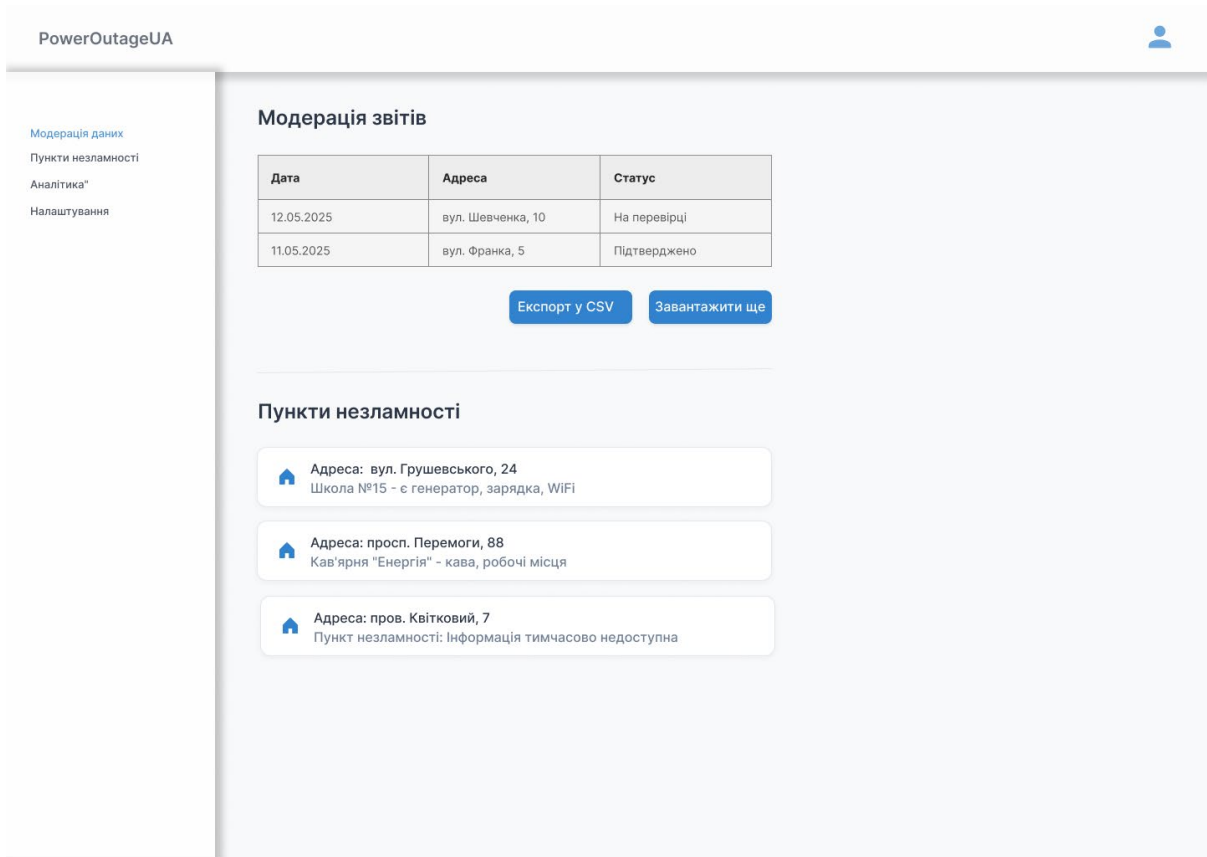 PowerOutageUA
Модерація даних
Пункти незламності
Аналітика"
Налаштування
Модерація звітів
Дата Адреса Статус
12.05.2025 вул. Шевченка, 10 На перевірці
11.05.2025 вул. Франка, 5 Підтверджено
Експорт у CSV Завантажити ще
Пункти незламності
Адреса: вул. Грушевського, 24
Школа №15 - є генератор, зарядка, WiFi
Адреса: просп. Перемоги, 88
Кав'ярня "Енергія" - кава, робочі місця
Адреса: пров. Квітковий, 7
Пункт незламності: Інформація тимчасово недоступна